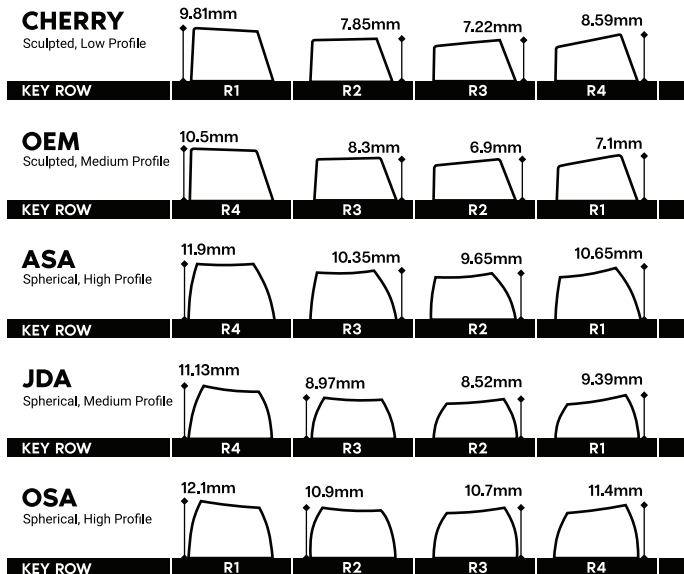 CHERRY
Sculpted, Low Profile
9.81mm 7.85mm 7.22mm 8.59mm
KEY ROW R1 R2 R3 R4
OEM
Sculpted, Medium Profile
10.5mm 8.3mm 6.9mm 7.1mm
KEY ROW R4 R3 R2 R1
ASA
Spherical, High Profile
11.9mm 10.35mm 9.65mm 10.65mm
KEY ROW R4 R3 R2 R1
JDA
Spherical, Medium Profile
11.13mm 8.97mm 8.52mm 9.39mm
KEY ROW R4 R3 R2 R1
OSA
Spherical, High Profile
12.1mm 10.9mm 10.7mm 11.4mm
KEY ROW R1 R2 R3 R4